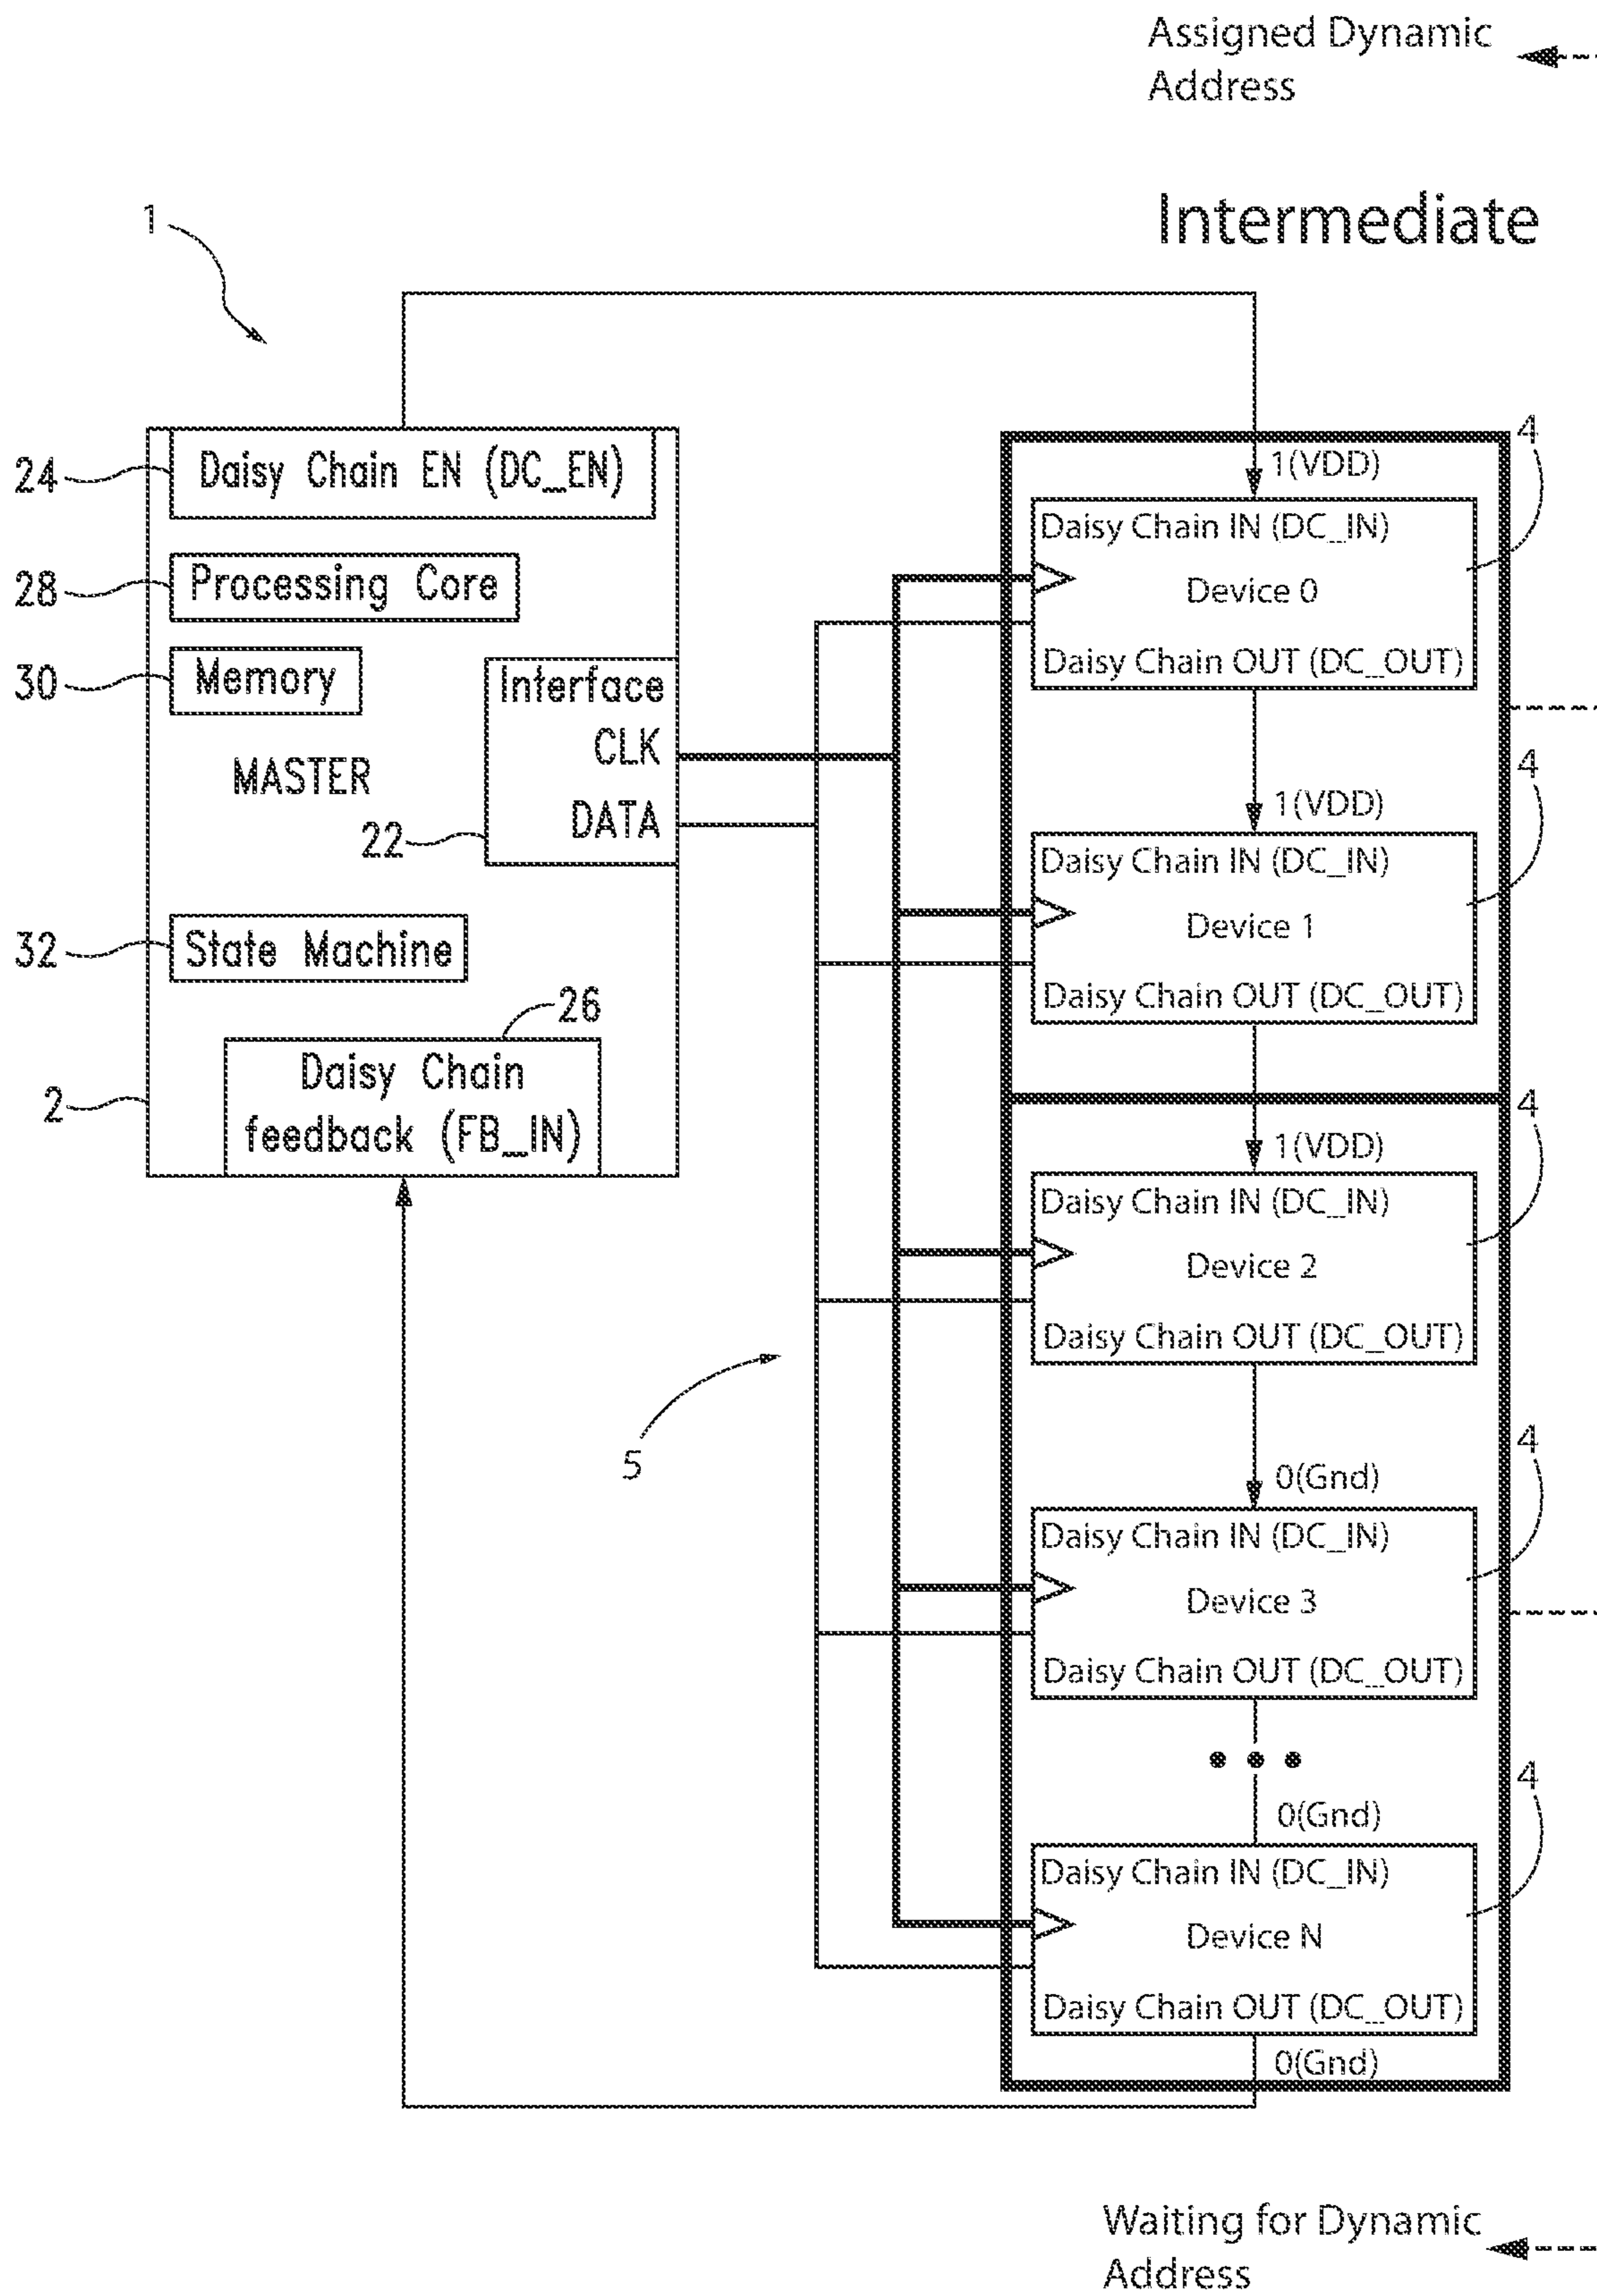 Assigned Dynamic
Address
Intermediate
1
24
Daisy Chain EN (DC_EN)
28
Processing Core
30
Memory
MASTER
Interface
CLK
DATA
22
32
State Machine
26
Daisy Chain
feedback (FB_IN)
2
5
1(VDD)
4
Daisy Chain IN (DC_IN)
Device 0
Daisy Chain OUT (DC_OUT)
1(VDD)
4
Daisy Chain IN (DC_IN)
Device 1
Daisy Chain OUT (DC_OUT)
1(VDD)
4
Daisy Chain IN (DC_IN)
Device 2
Daisy Chain OUT (DC_OUT)
0(Gnd)
4
Daisy Chain IN (DC_IN)
Device 3
Daisy Chain OUT (DC_OUT)
0(Gnd)
4
Daisy Chain IN (DC_IN)
Device N
Daisy Chain OUT (DC_OUT)
0(Gnd)
Waiting for Dynamic
Address